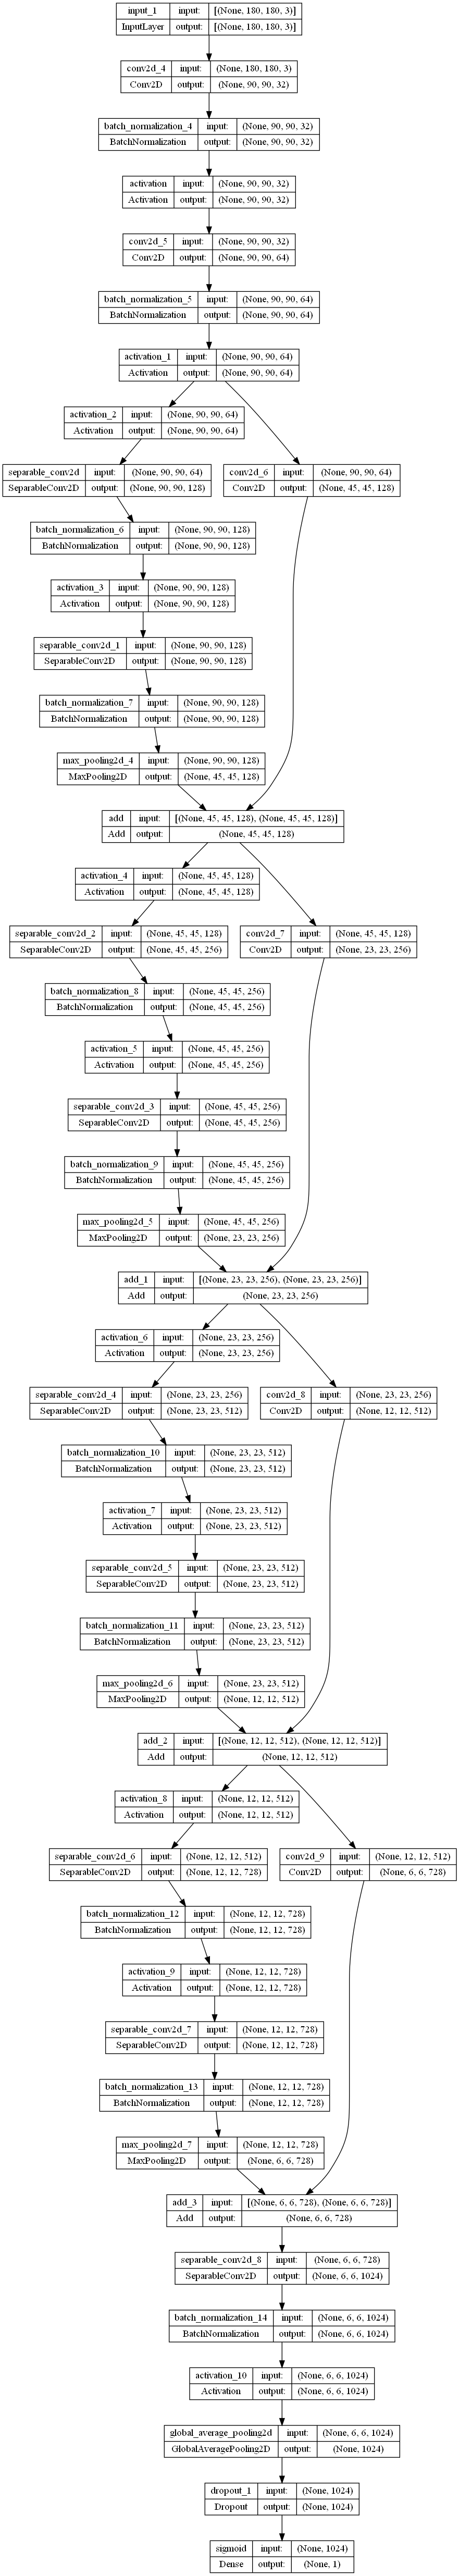 input_1 input: [(None, 180, 180, 3)]
InputLayer output: [(None, 180, 180, 3)]
conv2d_4 input: (None, 180, 180, 3)
Conv2D output: (None, 90, 90, 32)
batch_normalization_4 input: (None, 90, 90, 32)
BatchNormalization output: (None, 90, 90, 32)
activation input: (None, 90, 90, 32)
Activation output: (None, 90, 90, 32)
conv2d_5 input: (None, 90, 90, 32)
Conv2D output: (None, 90, 90, 64)
batch_normalization_5 input: (None, 90, 90, 64)
BatchNormalization output: (None, 90, 90, 64)
activation_1 input: (None, 90, 90, 64)
Activation output: (None, 90, 90, 64)
activation_2 input: (None, 90, 90, 64)
Activation output: (None, 90, 90, 64)
separable_conv2d input: (None, 90, 90, 64)
SeparableConv2D output: (None, 90, 90, 128)
conv2d_6 input: (None, 90, 90, 64)
Conv2D output: (None, 45, 45, 128)
batch_normalization_6 input: (None, 90, 90, 128)
BatchNormalization output: (None, 90, 90, 128)
activation_3 input: (None, 90, 90, 128)
Activation output: (None, 90, 90, 128)
separable_conv2d_1 input: (None, 90, 90, 128)
SeparableConv2D output: (None, 90, 90, 128)
batch_normalization_7 input: (None, 90, 90, 128)
BatchNormalization output: (None, 90, 90, 128)
max_pooling2d_4 input: (None, 90, 90, 128)
MaxPooling2D output: (None, 45, 45, 128)
add input: [(None, 45, 45, 128), (None, 45, 45, 128)]
Add output: (None, 45, 45, 128)
activation_4 input: (None, 45, 45, 128)
Activation output: (None, 45, 45, 128)
separable_conv2d_2 input: (None, 45, 45, 128)
SeparableConv2D output: (None, 45, 45, 256)
conv2d_7 input: (None, 45, 45, 128)
Conv2D output: (None, 23, 23, 256)
batch_normalization_8 input: (None, 45, 45, 256)
BatchNormalization output: (None, 45, 45, 256)
activation_5 input: (None, 45, 45, 256)
Activation output: (None, 45, 45, 256)
separable_conv2d_3 input: (None, 45, 45, 256)
SeparableConv2D output: (None, 45, 45, 256)
batch_normalization_9 input: (None, 45, 45, 256)
BatchNormalization output: (None, 45, 45, 256)
max_pooling2d_5 input: (None, 45, 45, 256)
MaxPooling2D output: (None, 23, 23, 256)
add_1 input: [(None, 23, 23, 256), (None, 23, 23, 256)]
Add output: (None, 23, 23, 256)
activation_6 input: (None, 23, 23, 256)
Activation output: (None, 23, 23, 256)
separable_conv2d_4 input: (None, 23, 23, 256)
SeparableConv2D output: (None, 23, 23, 512)
conv2d_8 input: (None, 23, 23, 256)
Conv2D output: (None, 12, 12, 512)
batch_normalization_10 input: (None, 23, 23, 512)
BatchNormalization output: (None, 23, 23, 512)
activation_7 input: (None, 23, 23, 512)
Activation output: (None, 23, 23, 512)
separable_conv2d_5 input: (None, 23, 23, 512)
SeparableConv2D output: (None, 23, 23, 512)
batch_normalization_11 input: (None, 23, 23, 512)
BatchNormalization output: (None, 23, 23, 512)
max_pooling2d_6 input: (None, 23, 23, 512)
MaxPooling2D output: (None, 12, 12, 512)
add_2 input: [(None, 12, 12, 512), (None, 12, 12, 512)]
Add output: (None, 12, 12, 512)
activation_8 input: (None, 12, 12, 512)
Activation output: (None, 12, 12, 512)
separable_conv2d_6 input: (None, 12, 12, 512)
SeparableConv2D output: (None, 12, 12, 728)
conv2d_9 input: (None, 12, 12, 512)
Conv2D output: (None, 6, 6, 728)
batch_normalization_12 input: (None, 12, 12, 728)
BatchNormalization output: (None, 12, 12, 728)
activation_9 input: (None, 12, 12, 728)
Activation output: (None, 12, 12, 728)
separable_conv2d_7 input: (None, 12, 12, 728)
SeparableConv2D output: (None, 12, 12, 728)
batch_normalization_13 input: (None, 12, 12, 728)
BatchNormalization output: (None, 12, 12, 728)
max_pooling2d_7 input: (None, 12, 12, 728)
MaxPooling2D output: (None, 6, 6, 728)
add_3 input: [(None, 6, 6, 728), (None, 6, 6, 728)]
Add output: (None, 6, 6, 728)
separable_conv2d_8 input: (None, 6, 6, 728)
SeparableConv2D output: (None, 6, 6, 1024)
batch_normalization_14 input: (None, 6, 6, 1024)
BatchNormalization output: (None, 6, 6, 1024)
activation_10 input: (None, 6, 6, 1024)
Activation output: (None, 6, 6, 1024)
global_average_pooling2d input: (None, 6, 6, 1024)
GlobalAveragePooling2D output: (None, 1024)
dropout_1 input: (None, 1024)
Dropout output: (None, 1024)
sigmoid input: (None, 1024)
Dense output: (None, 1)